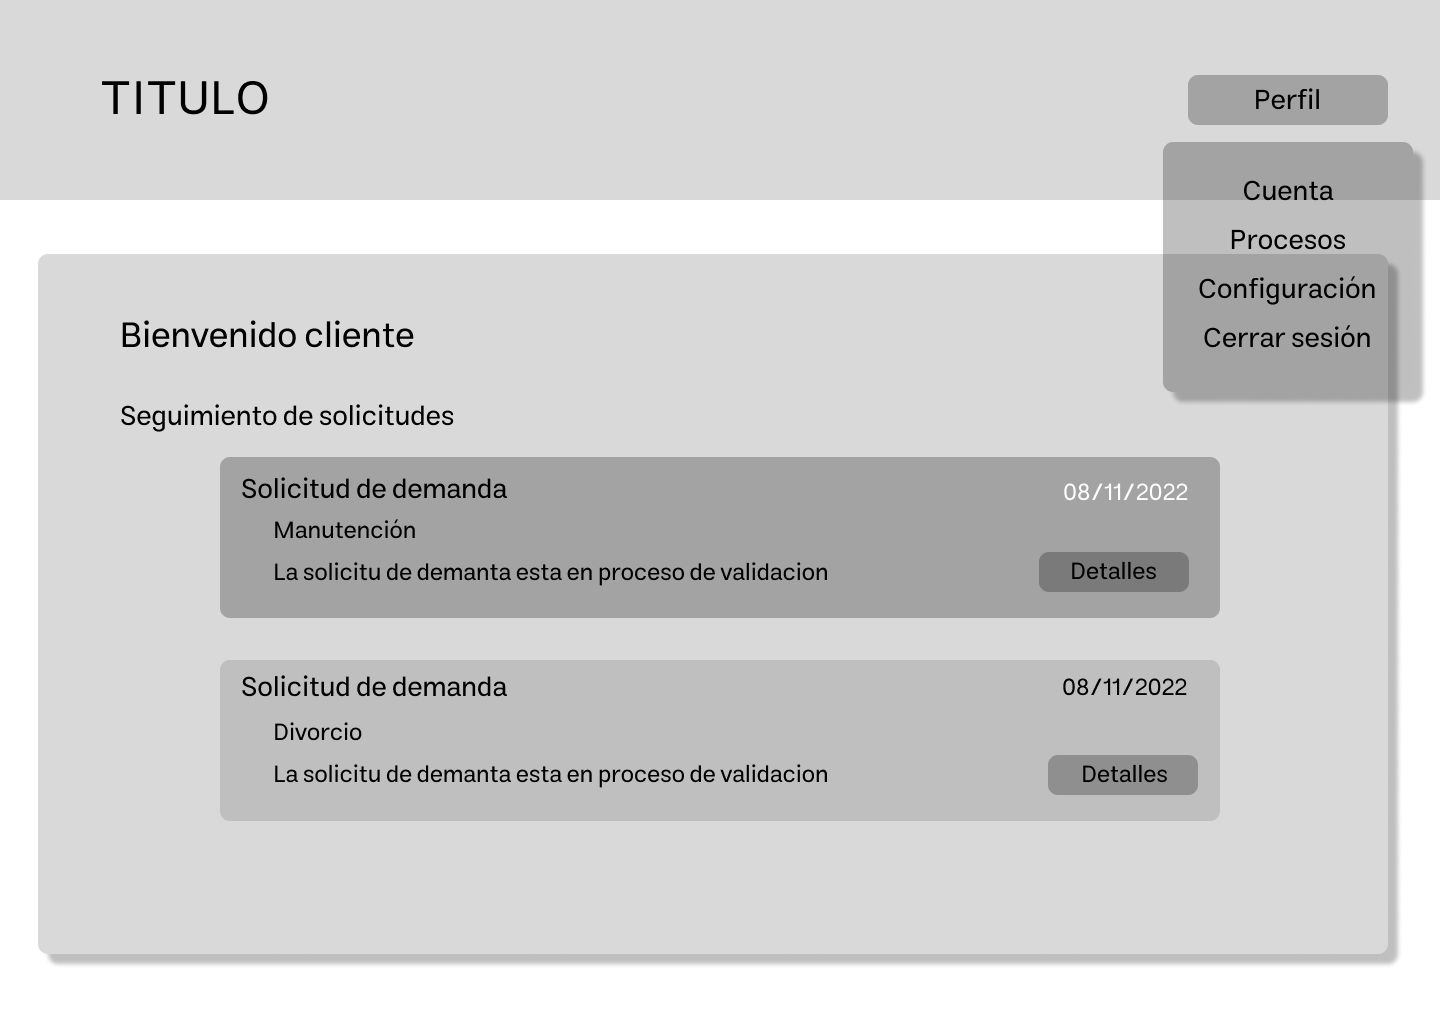 TITULO
Perfil
Cuenta
Procesos
Configuración
Cerrar sesión
Bienvenido cliente
Seguimiento de solicitudes
Solicitud de demanda
08/11/2022
Manutención
La solicitu de demanta esta en proceso de validacion
Detalles
Solicitud de demanda
08/11/2022
Divorcio
La solicitu de demanta esta en proceso de validacion
Detalles